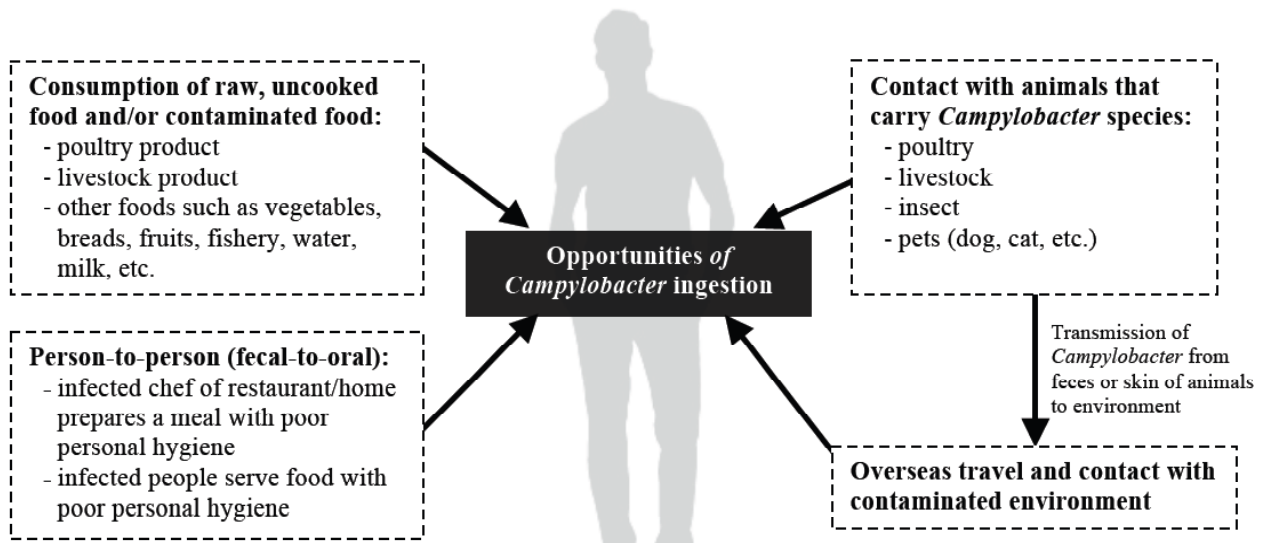 Consumption of raw, uncooked
food and/or contaminated food:
- poultry product
- livestock product
- other foods such as vegetables,
breads, fruits, fishery, water,
milk, etc.
Person-to-person (fecal-to-oral):
- infected chef of restaurant/home
prepares a meal with poor
personal hygiene
- infected people serve food with
poor personal hygiene
Opportunities of
Campylobacter ingestion
Contact with animals that
carry Campylobacter species:
- poultry
- livestock
- insect
- pets (dog, cat, etc.)
Transmission of
Campylobacter from
feces or skin of animals
to environment
Overseas travel and contact with
contaminated environment